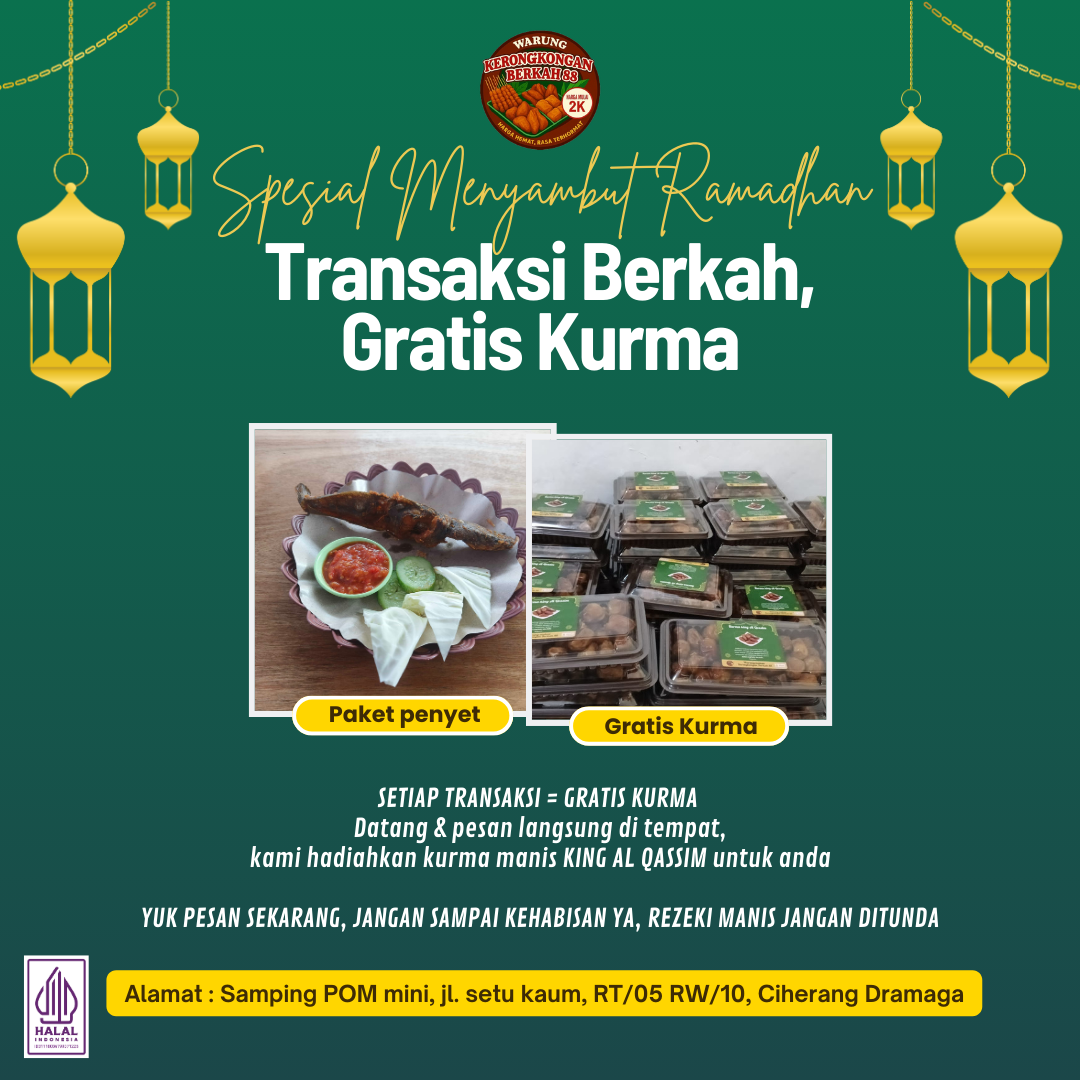 WARUNG
KERONGKONGAN
BERKAH 88
HARGA MULAI
2K
HARGA HEMAT, RASA TERHORMAT
Spesial Menyambut Ramadhan
Transaksi Berkah,
Gratis Kurma
Paket penyet
Gratis Kurma
SETIAP TRANSAKSI = GRATIS KURMA
Datang & pesan langsung di tempat,
kami hadiahkan kurma manis KING AL QASSIM untuk anda
YUK PESAN SEKARANG, JANGAN SAMPAI KEHABISAN YA, REZEKI MANIS JANGAN DITUNDA
HALAL
INDONESIA
Alamat : Samping POM mini, jl. setu kaum, RT/05 RW/10, Ciherang Dramaga